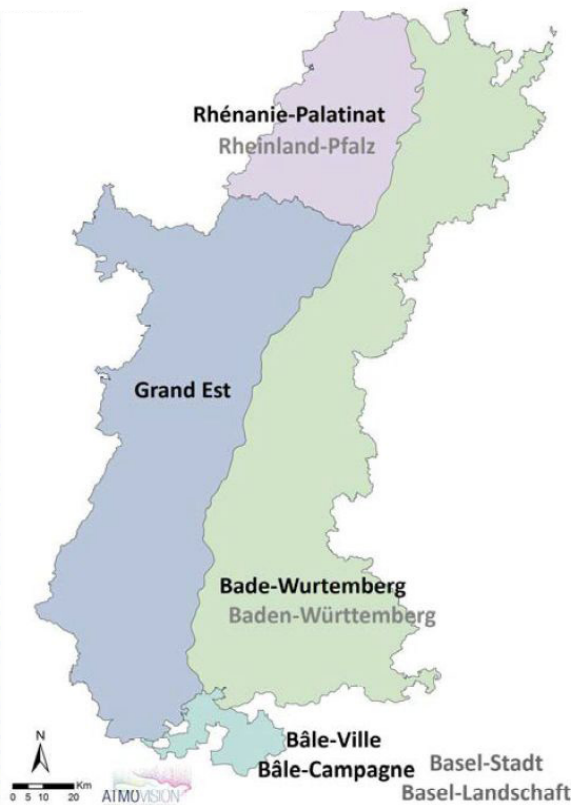 Rhénanie-Palatinat
Rheinland-Pfalz
Grand Est
Bade-Wurtemberg
Baden-Württemberg
Bâle-Ville
Bâle-Campagne
Basel-Stadt
Basel-Landschaft
N
Km
0 5 10 20
ATMOVISION